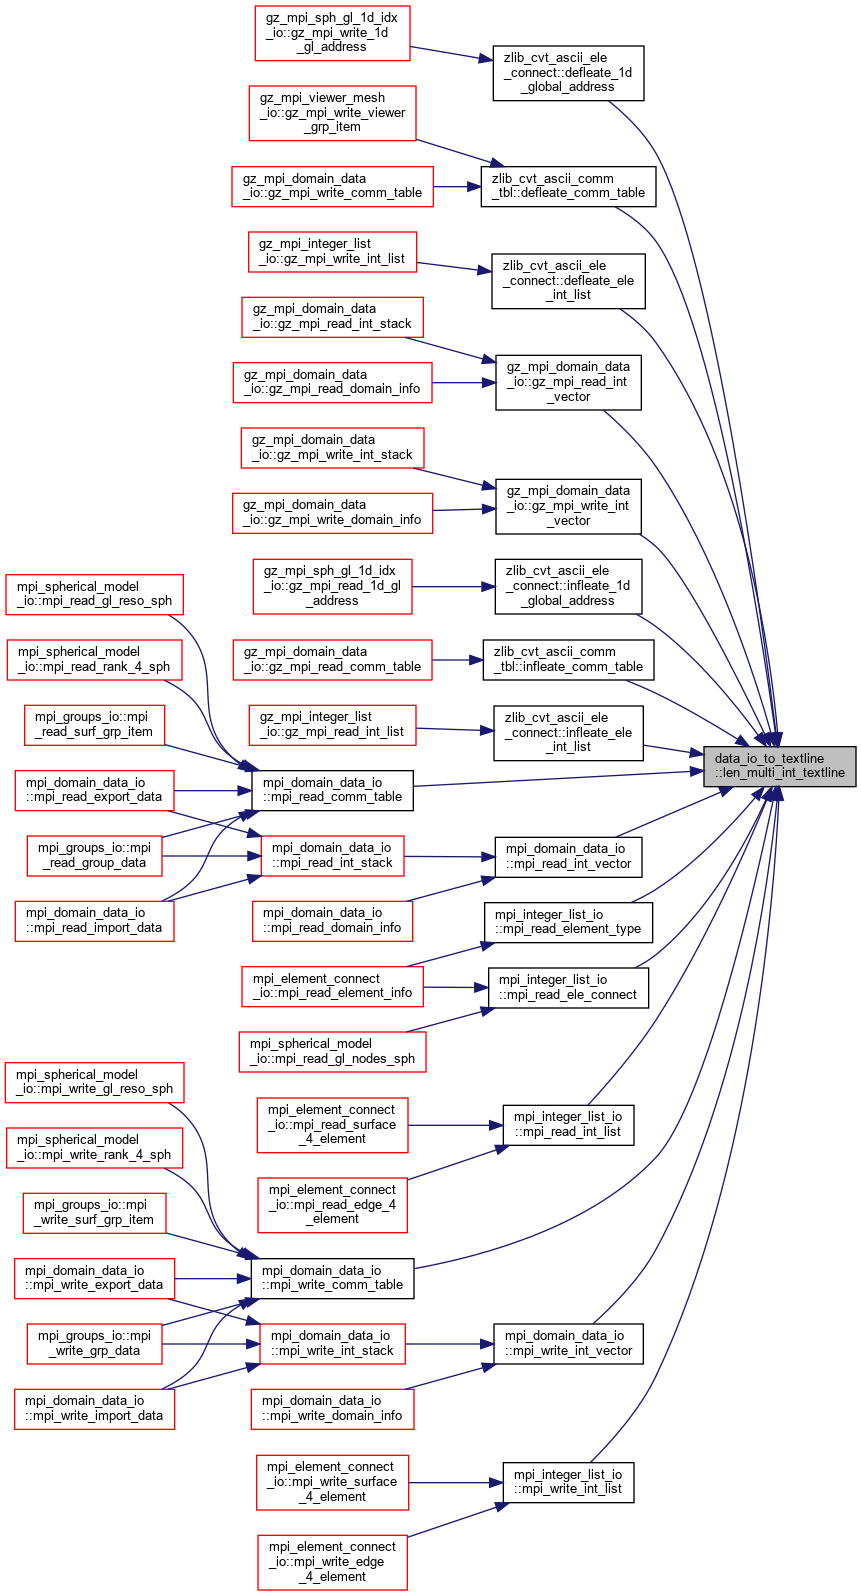 gz_mpi_sph_gl_1d_idx
_io::gz_mpi_write_1d
_gl_address
zlib_cvt_ascii_ele
_connect::defleate_1d
_global_address
gz_mpi_viewer_mesh
_io::gz_mpi_write_viewer
_grp_item
gz_mpi_domain_data
_io::gz_mpi_write_comm_table
zlib_cvt_ascii_comm
_tbl::defleate_comm_table
gz_mpi_integer_list
_io::gz_mpi_write_int_list
zlib_cvt_ascii_ele
_connect::defleate_ele
_int_list
gz_mpi_domain_data
_io::gz_mpi_read_int_stack
gz_mpi_domain_data
_io::gz_mpi_read_domain_info
gz_mpi_domain_data
_io::gz_mpi_read_int
_vector
gz_mpi_domain_data
_io::gz_mpi_write_int_stack
gz_mpi_domain_data
_io::gz_mpi_write_domain_info
gz_mpi_domain_data
_io::gz_mpi_write_int
_vector
gz_mpi_sph_gl_1d_idx
_io::gz_mpi_read_1d_gl
_address
zlib_cvt_ascii_ele
_connect::infleate_1d
_global_address
mpi_spherical_model
_io::mpi_read_gl_reso_sph
mpi_spherical_model
_io::mpi_read_rank_4_sph
gz_mpi_domain_data
_io::gz_mpi_read_comm_table
zlib_cvt_ascii_comm
_tbl::infleate_comm_table
mpi_groups_io::mpi
_read_surf_grp_item
gz_mpi_integer_list
_io::gz_mpi_read_int_list
zlib_cvt_ascii_ele
_connect::infleate_ele
_int_list
data_io_to_textline
::len_multi_int_textline
mpi_domain_data_io
::mpi_read_export_data
mpi_domain_data_io
::mpi_read_comm_table
mpi_groups_io::mpi
_read_group_data
mpi_domain_data_io
::mpi_read_int_stack
mpi_domain_data_io
::mpi_read_int_vector
mpi_domain_data_io
::mpi_read_import_data
mpi_domain_data_io
::mpi_read_domain_info
mpi_integer_list_io
::mpi_read_element_type
mpi_element_connect
_io::mpi_read_element_info
mpi_integer_list_io
::mpi_read_ele_connect
mpi_spherical_model
_io::mpi_read_gl_nodes_sph
mpi_spherical_model
_io::mpi_write_gl_reso_sph
mpi_element_connect
_io::mpi_read_surface
_4_element
mpi_integer_list_io
::mpi_read_int_list
mpi_spherical_model
_io::mpi_write_rank_4_sph
mpi_element_connect
_io::mpi_read_edge_4
_element
mpi_groups_io::mpi
_write_surf_grp_item
mpi_domain_data_io
::mpi_write_export_data
mpi_domain_data_io
::mpi_write_comm_table
mpi_groups_io::mpi
_write_grp_data
mpi_domain_data_io
::mpi_write_int_stack
mpi_domain_data_io
::mpi_write_int_vector
mpi_domain_data_io
::mpi_write_import_data
mpi_domain_data_io
::mpi_write_domain_info
mpi_element_connect
_io::mpi_write_surface
_4_element
mpi_integer_list_io
::mpi_write_int_list
mpi_element_connect
_io::mpi_write_edge
_4_element